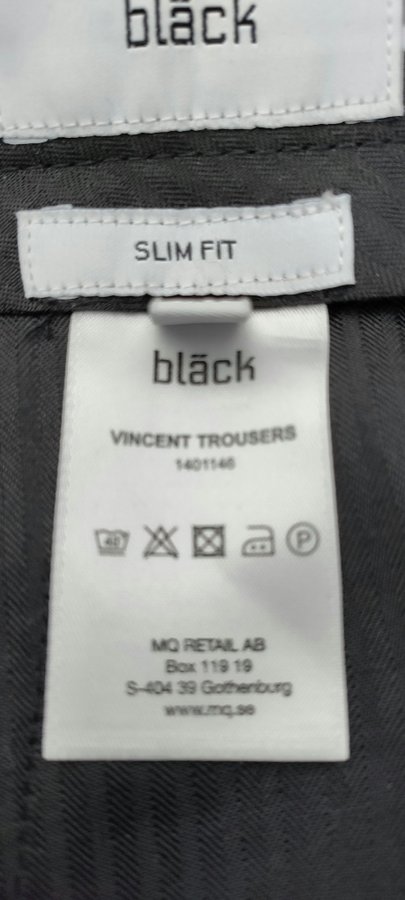 bläck
SLIM FIT
bläck
VINCENT TROUSERS
1401146
40 P
MQ RETAIL AB
Box 119 19
S-404 39 Gothenburg
www.mq.se